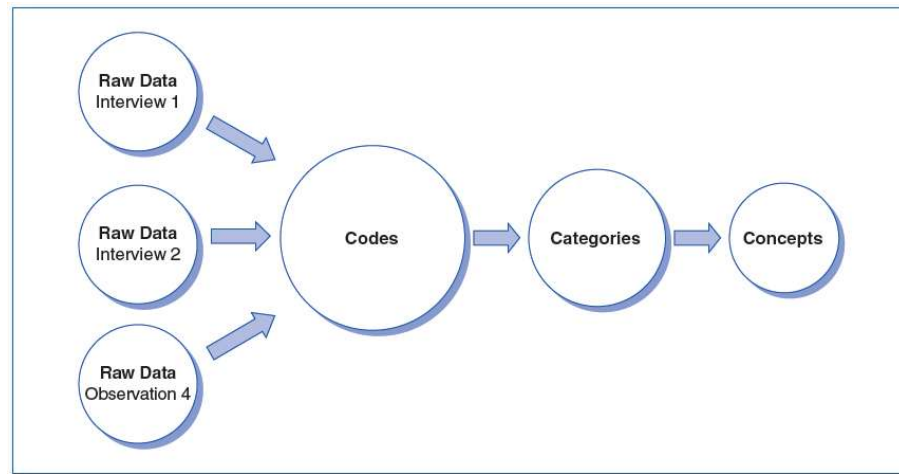 Raw Data
Interview 1
Raw Data
Interview 2
Raw Data
Observation 4
Codes
Categories
Concepts